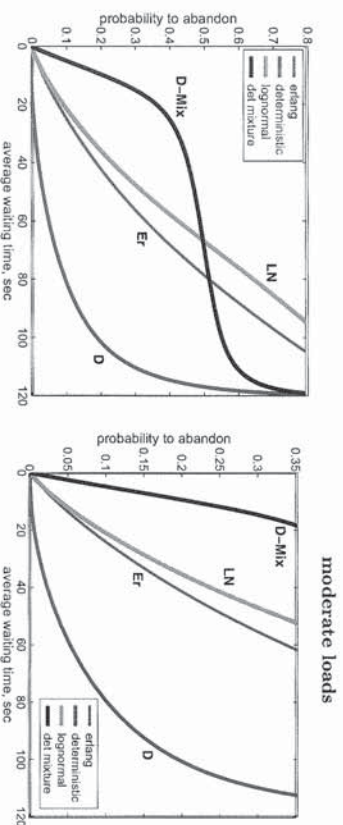 moderate loads
probability to abandon
0.8
0.7
0.6
0.5
0.4
0.3
0.2
0.1
0
0 20 40 60 80 100 120
average waiting time, sec
erlang
deterministic
lognormal
det mixture
D-Mix
LN
Er
D
probability to abandon
0.35
0.3
0.25
0.2
0.15
0.1
0.05
0
0 20 40 60 80 100 120
average waiting time, sec
D-Mix
LN
Er
D
erlang
deterministic
lognormal
det mixture